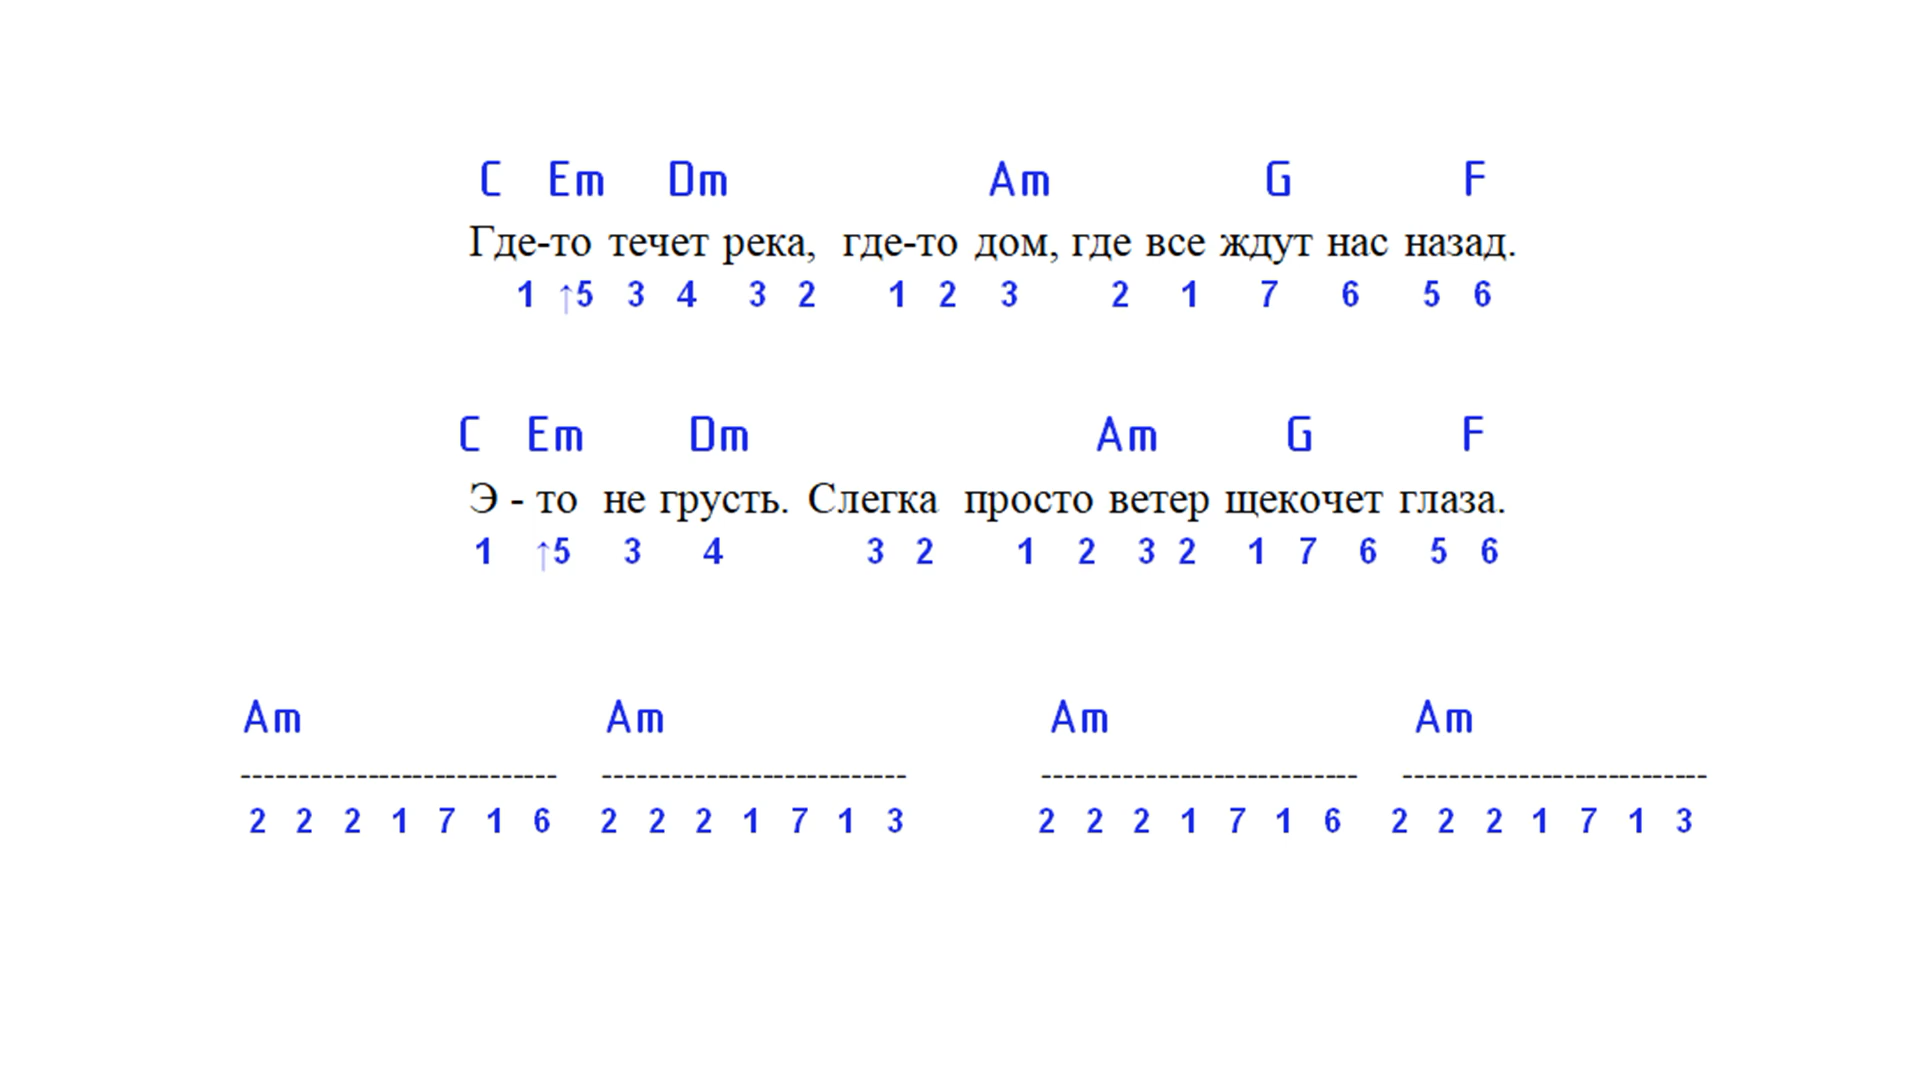 C Em Dm Am G F
Где-то течет река, где-то дом, где все ждут нас назад.
1 ↑5 3 4 3 2 1 2 3 2 1 7 6 5 6
C Em Dm Am G F
Э - то не грусть. Слегка просто ветер щекочет глаза.
1 ↑5 3 4 3 2 1 2 3 2 1 7 6 5 6
Am Am Am Am
--------------------------- -------------------------- --------------------------- --------------------------
2 2 2 1 7 1 6 2 2 2 1 7 1 3 2 2 2 1 7 1 6 2 2 2 1 7 1 3